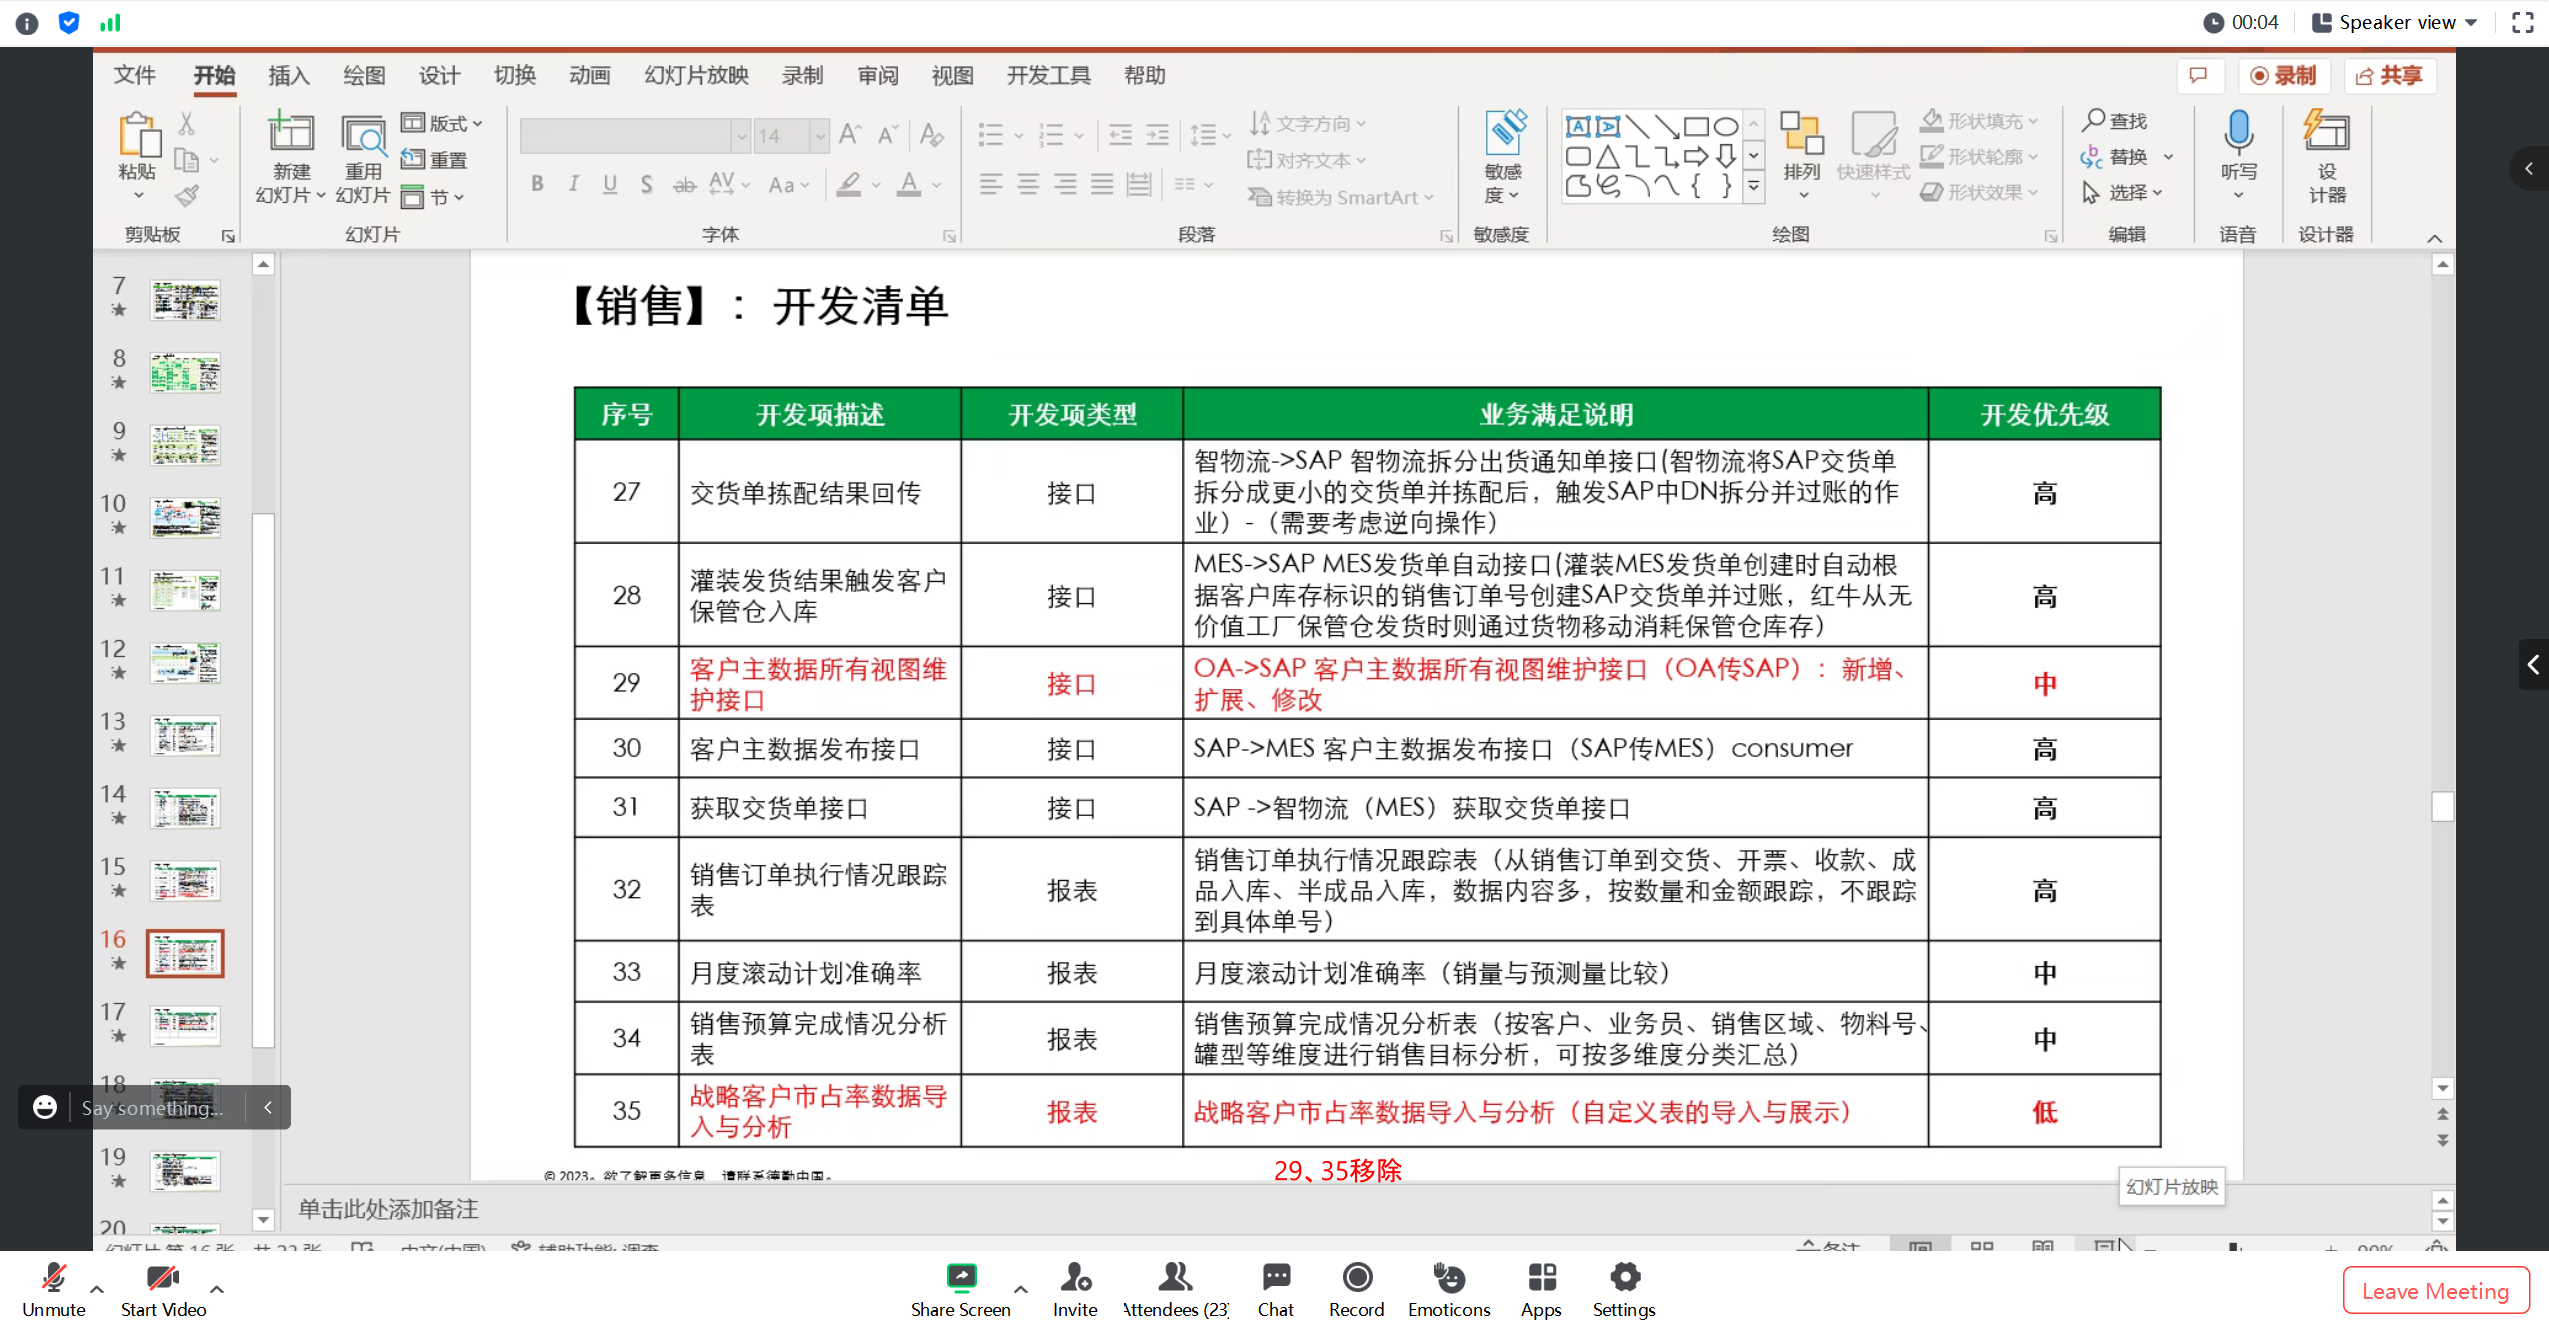 00:04
Speaker view
文件 开始 插入 绘图 设计 切换 动画 幻灯片放映 录制 审阅 视图 开发工具 帮助
录制
共享
粘贴
剪贴板
新建
幻灯片
重用
幻灯片
版式
重置
节
幻灯片
14
字体
文字方向
对齐文本
转换为 SmartArt
段落
敏感
度
敏感度
排列
快速样式
形状填充
形状轮廓
形状效果
绘图
查找
替换
选择
编辑
听写
语音
设
计器
设计器
7
8
9
10
11
12
13
14
15
16
17
18
19
20
【销售】：开发清单
序号 开发项描述 开发项类型 业务满足说明 开发优先级
27 交货单拣配结果回传 接口
智物流->SAP 智物流拆分出货通知单接口(智物流将SAP交货单
拆分成更小的交货单并拣配后，触发SAP中DN拆分并过账的作
业）-（需要考虑逆向操作）
高
28
灌装发货结果触发客户
保管仓入库
接口
MES->SAP MES发货单自动接口(灌装MES发货单创建时自动根
据客户库存标识的销售订单号创建SAP交货单并过账，红牛从无
价值工厂保管仓发货时则通过货物移动消耗保管仓库存）
高
29
客户主数据所有视图维
护接口
接口
OA->SAP 客户主数据所有视图维护接口（OA传SAP）：新增、
扩展、修改
中
30 客户主数据发布接口 接口 SAP->MES 客户主数据发布接口（SAP传MES）consumer 高
31 获取交货单接口 接口 SAP ->智物流（MES）获取交货单接口 高
32
销售订单执行情况跟踪
表
报表
销售订单执行情况跟踪表（从销售订单到交货、开票、收款、成
品入库、半成品入库，数据内容多，按数量和金额跟踪，不跟踪
到具体单号）
高
33 月度滚动计划准确率 报表 月度滚动计划准确率（销量与预测量比较） 中
34
销售预算完成情况分析
表
报表
销售预算完成情况分析表（按客户、业务员、销售区域、物料号、
罐型等维度进行销售目标分析，可按多维度分类汇总）
中
35
战略客户市占率数据导
入与分析
报表
战略客户市占率数据导入与分析（自定义表的导入与展示）
低
29、35移除
© 2023。欲了解更多信息，请联系德勤中国。
幻灯片放映
单击此处添加备注
幻灯片 第 16 张，共 23 张 中文(中国) 辅助功能: 调查
备注
90%
Say something...
Unmute
Start Video
Share Screen
Invite
Attendees (23)
Chat
Record
Emoticons
Apps
Settings
Leave Meeting